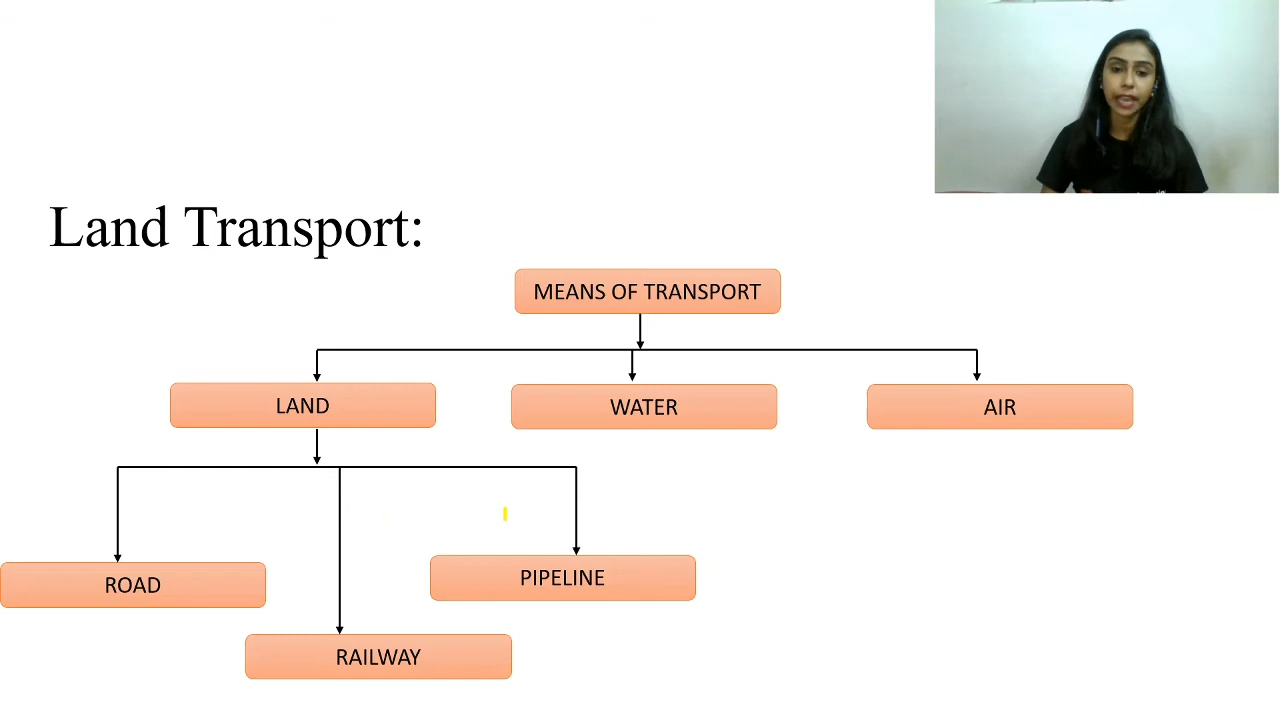 Land Transport:
MEANS OF TRANSPORT
LAND
WATER
AIR
ROAD
PIPELINE
RAILWAY